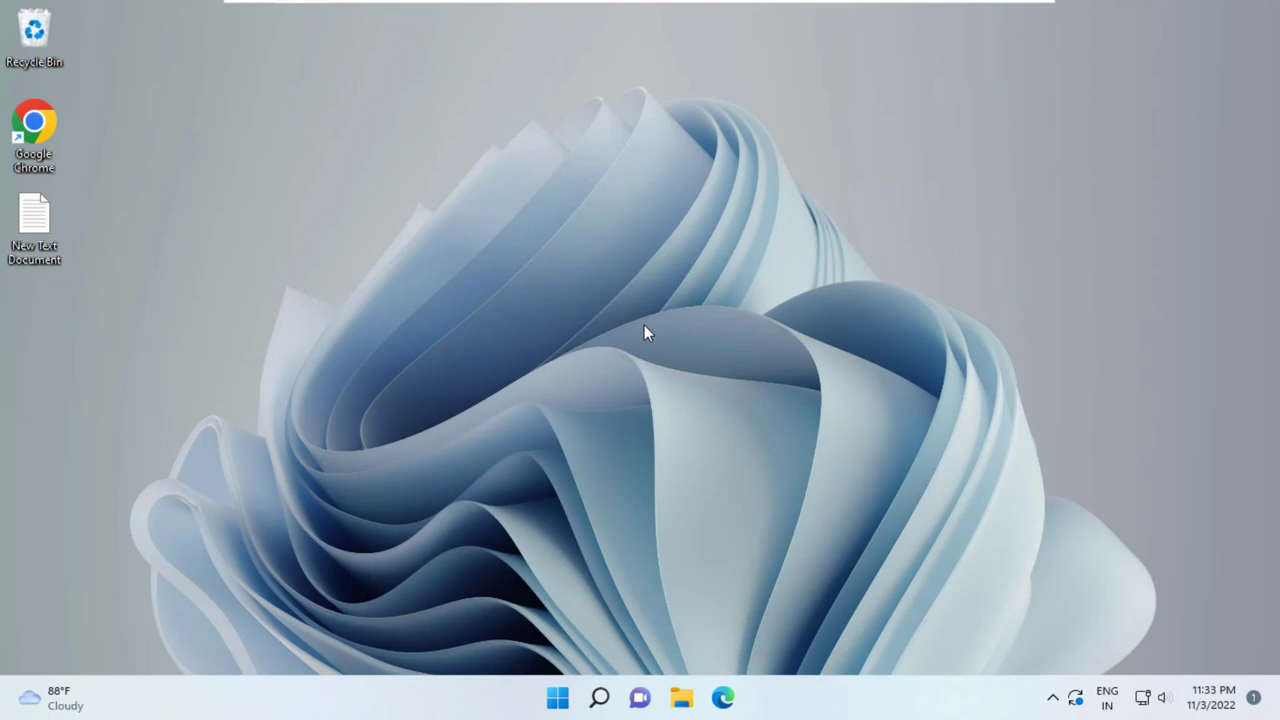 Recycle Bin
Google
Chrome
New Text
Document
88°F
Cloudy
ENG
IN
11:33 PM
11/3/2022
1